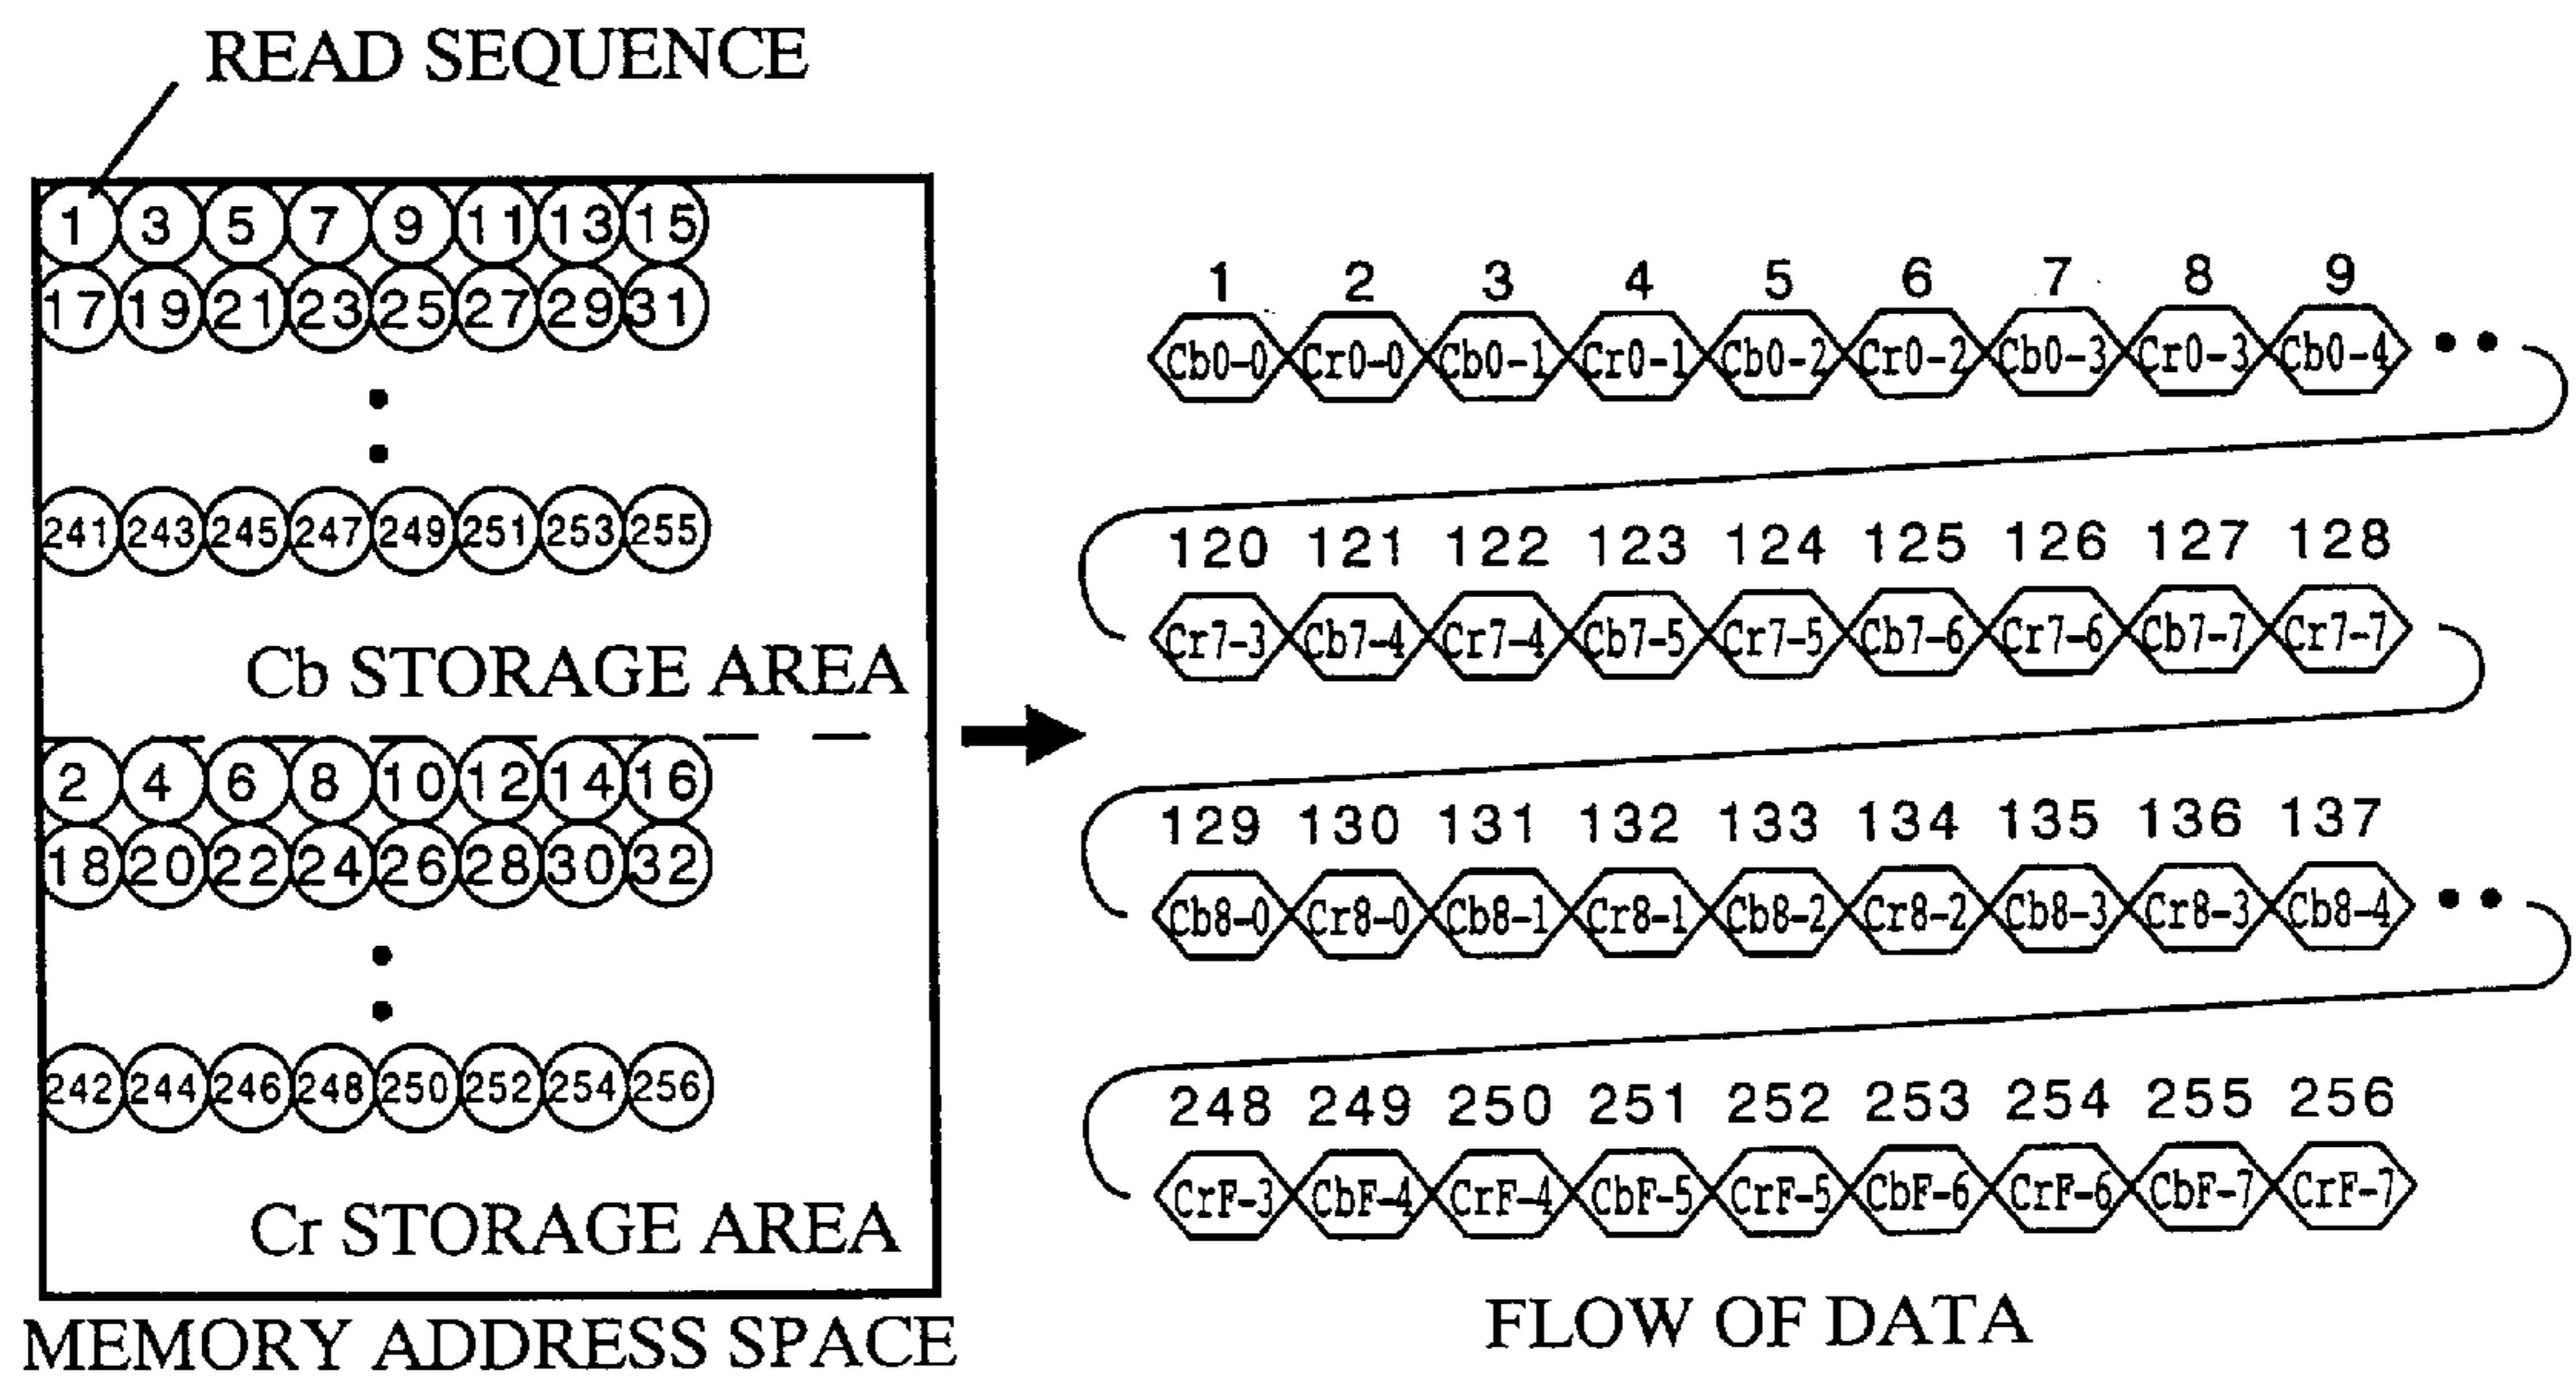 READ SEQUENCE
1 3 5 7 9 11 13 15
17 19 21 23 25 27 29 31
241 243 245 247 249 251 253 255
Cb STORAGE AREA
2 4 6 8 10 12 14 16
18 20 22 24 26 28 30 32
242 244 246 248 250 252 254 256
Cr STORAGE AREA
MEMORY ADDRESS SPACE
1 2 3 4 5 6 7 8 9
Cb0-0 Cr0-0 Cb0-1 Cr0-1 Cb0-2 Cr0-2 Cb0-3 Cr0-3 Cb0-4
120 121 122 123 124 125 126 127 128
Cr7-3 Cb7-4 Cr7-4 Cb7-5 Cr7-5 Cb7-6 Cr7-6 Cb7-7 Cr7-7
129 130 131 132 133 134 135 136 137
Cb8-0 Cr8-0 Cb8-1 Cr8-1 Cb8-2 Cr8-2 Cb8-3 Cr8-3 Cb8-4
248 249 250 251 252 253 254 255 256
CrF-3 CbF-4 CrF-4 CbF-5 CrF-5 CbF-6 CrF-6 CbF-7 CrF-7
FLOW OF DATA